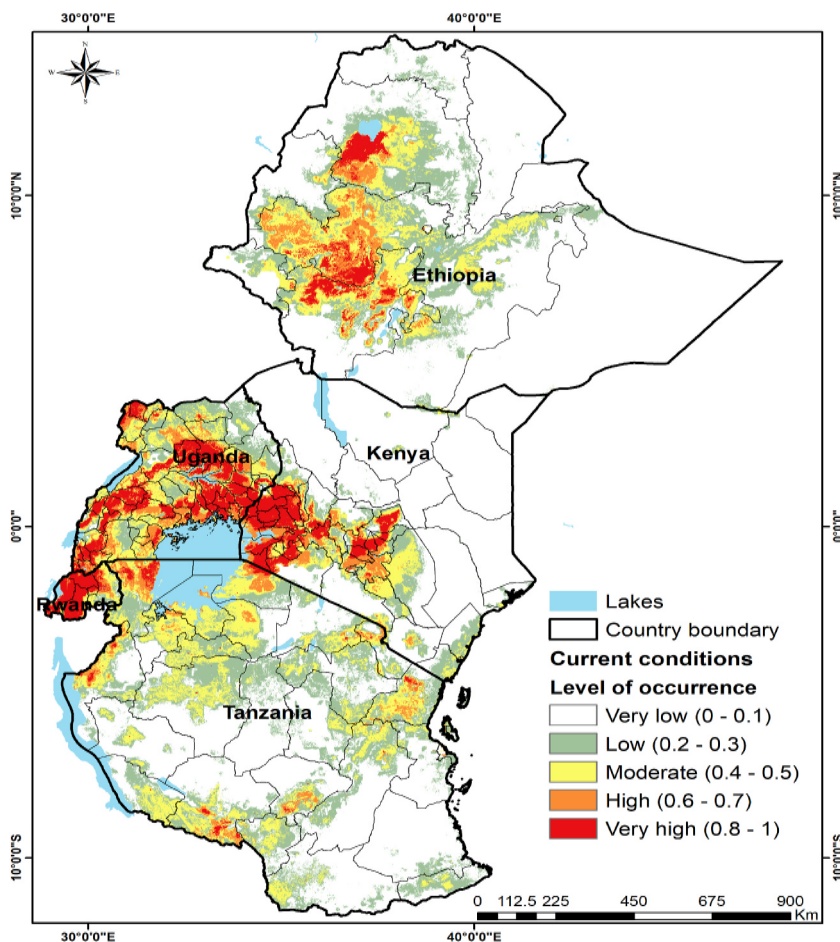 30°0'0"E 40°0'0"E
N
W E
S
10°0'0"N 10°0'0"N
Ethiopia
Kenya
Uganda
0°0'0" 0°0'0"
Rwanda
Lakes
Country boundary
Current conditions
Level of occurrence
Very low (0 - 0.1)
Tanzania
Low (0.2 - 0.3)
Moderate (0.4 - 0.5)
High (0.6 - 0.7)
Very high (0.8 - 1)
10°0'0"S 10°0'0"S
0 112.5 225 450 675 900
Km
30°0'0"E 40°0'0"E